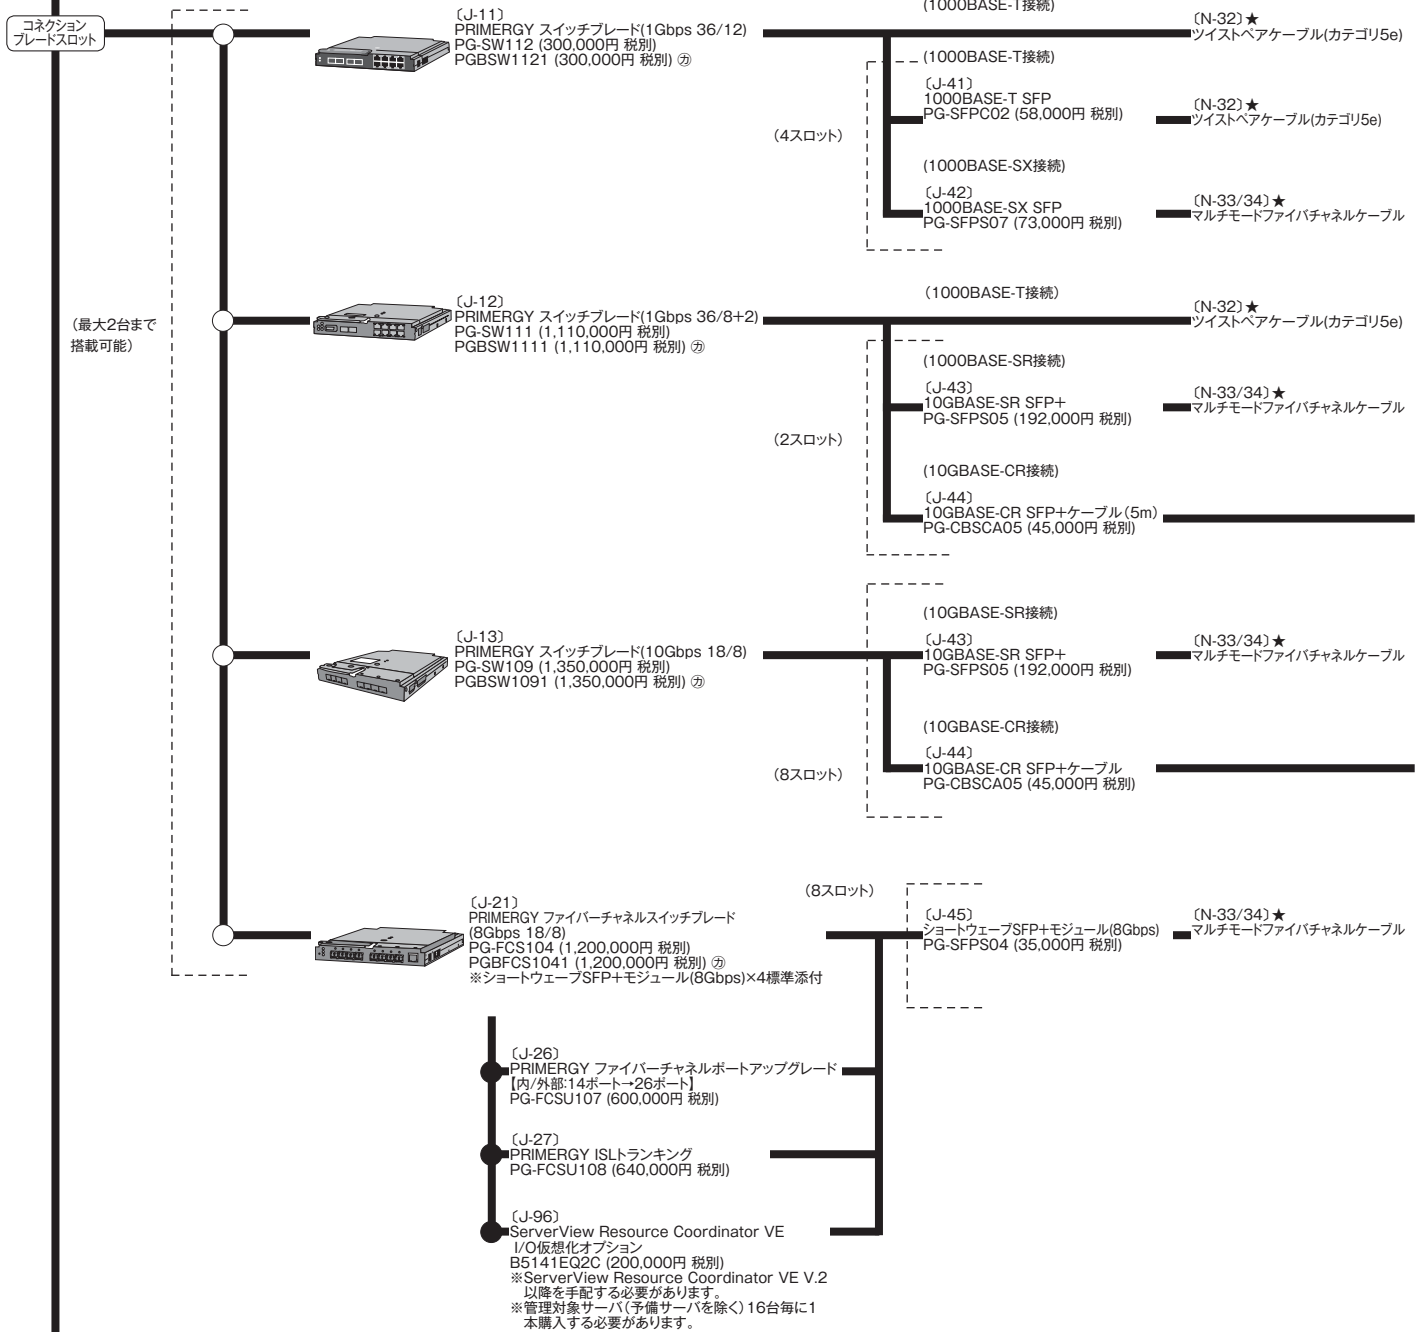 コネクション
ブレードスロット
(最大2台まで
搭載可能)
〔J-11〕
PRIMERGY スイッチブレード(1Gbps 36/12)
PG-SW112 (300,000円 税別)
PGBSW1121 (300,000円 税別) ㋕
(1000BASE-T接続)
〔N-32〕★
ツイストペアケーブル(カテゴリ5e)
(4スロット)
(1000BASE-T接続)
〔J-41〕
1000BASE-T SFP
PG-SFPC02 (58,000円 税別)
〔N-32〕★
ツイストペアケーブル(カテゴリ5e)
(1000BASE-SX接続)
〔J-42〕
1000BASE-SX SFP
PG-SFPS07 (73,000円 税別)
〔N-33/34〕★
マルチモードファイバチャネルケーブル
〔J-12〕
PRIMERGY スイッチブレード(1Gbps 36/8+2)
PG-SW111 (1,110,000円 税別)
PGBSW1111 (1,110,000円 税別) ㋕
(1000BASE-T接続)
〔N-32〕★
ツイストペアケーブル(カテゴリ5e)
(2スロット)
(1000BASE-SR接続)
〔J-43〕
10GBASE-SR SFP+
PG-SFPS05 (192,000円 税別)
〔N-33/34〕★
マルチモードファイバチャネルケーブル
(10GBASE-CR接続)
〔J-44〕
10GBASE-CR SFP+ケーブル(5m)
PG-CBSCA05 (45,000円 税別)
〔J-13〕
PRIMERGY スイッチブレード(10Gbps 18/8)
PG-SW109 (1,350,000円 税別)
PGBSW1091 (1,350,000円 税別) ㋕
(8スロット)
(10GBASE-SR接続)
〔J-43〕
10GBASE-SR SFP+
PG-SFPS05 (192,000円 税別)
〔N-33/34〕★
マルチモードファイバチャネルケーブル
(10GBASE-CR接続)
〔J-44〕
10GBASE-CR SFP+ケーブル
PG-CBSCA05 (45,000円 税別)
〔J-21〕
PRIMERGY ファイバーチャネルスイッチブレード
(8Gbps 18/8)
PG-FCS104 (1,200,000円 税別)
PGBFCS1041 (1,200,000円 税別) ㋕
※ショートウェーブSFP+モジュール(8Gbps)×4標準添付
(8スロット)
〔J-45〕
ショートウェーブSFP+モジュール(8Gbps)
PG-SFPS04 (35,000円 税別)
〔N-33/34〕★
マルチモードファイバチャネルケーブル
〔J-26〕
PRIMERGY ファイバーチャネルポートアップグレード
【内/外部:14ポート→26ポート】
PG-FCSU107 (600,000円 税別)
〔J-27〕
PRIMERGY ISLトランキング
PG-FCSU108 (640,000円 税別)
〔J-96〕
ServerView Resource Coordinator VE
I/O仮想化オプション
B5141EQ2C (200,000円 税別)
※ServerView Resource Coordinator VE V.2
以降を手配する必要があります。
※管理対象サーバ(予備サーバを除く)16台毎に1
本購入する必要があります。